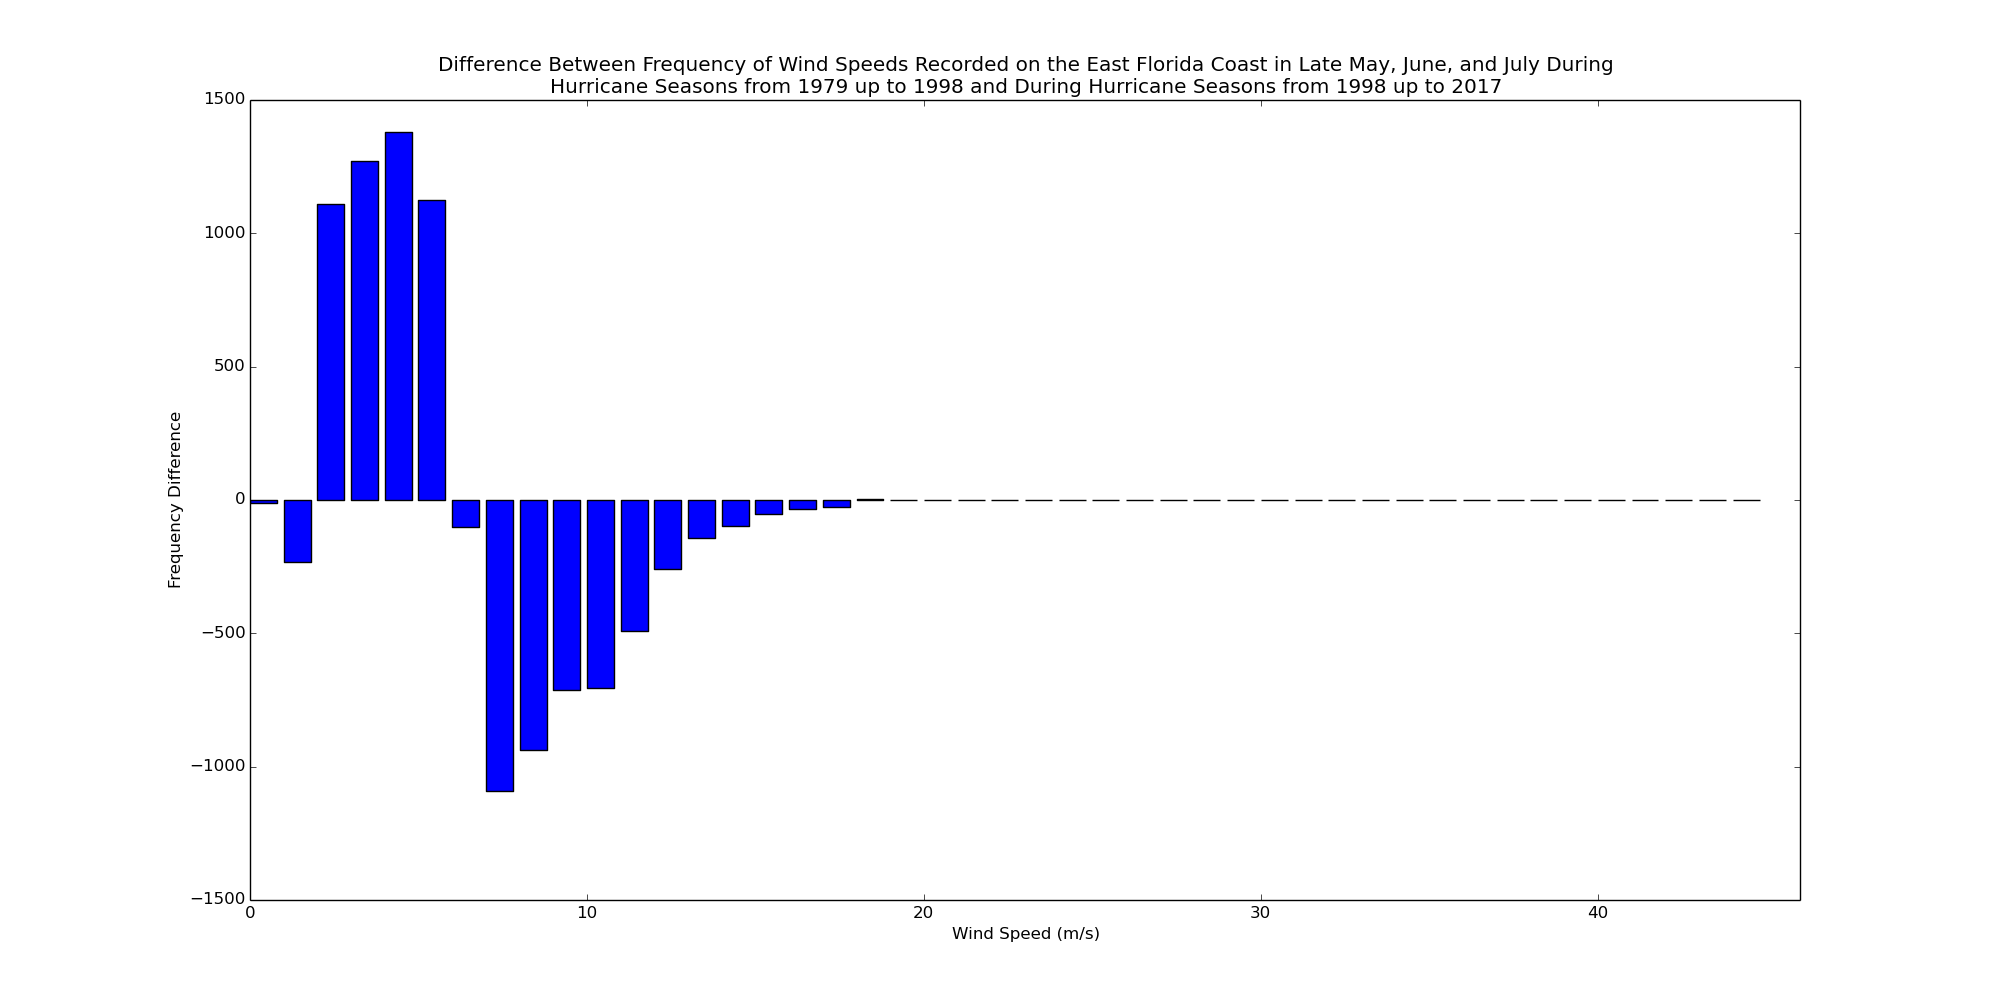 Difference Between Frequency of Wind Speeds Recorded on the East Florida Coast in Late May, June, and July During
Hurricane Seasons from 1979 up to 1998 and During Hurricane Seasons from 1998 up to 2017
1500
1000
500
0
−500
−1000
−1500
Frequency Difference
0 10 20 30 40
Wind Speed (m/s)